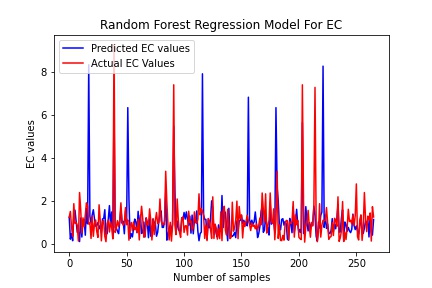 Random Forest Regression Model For EC
Predicted EC values
Actual EC Values
EC values
8
6
4
2
0
0 50 100 150 200 250
Number of samples